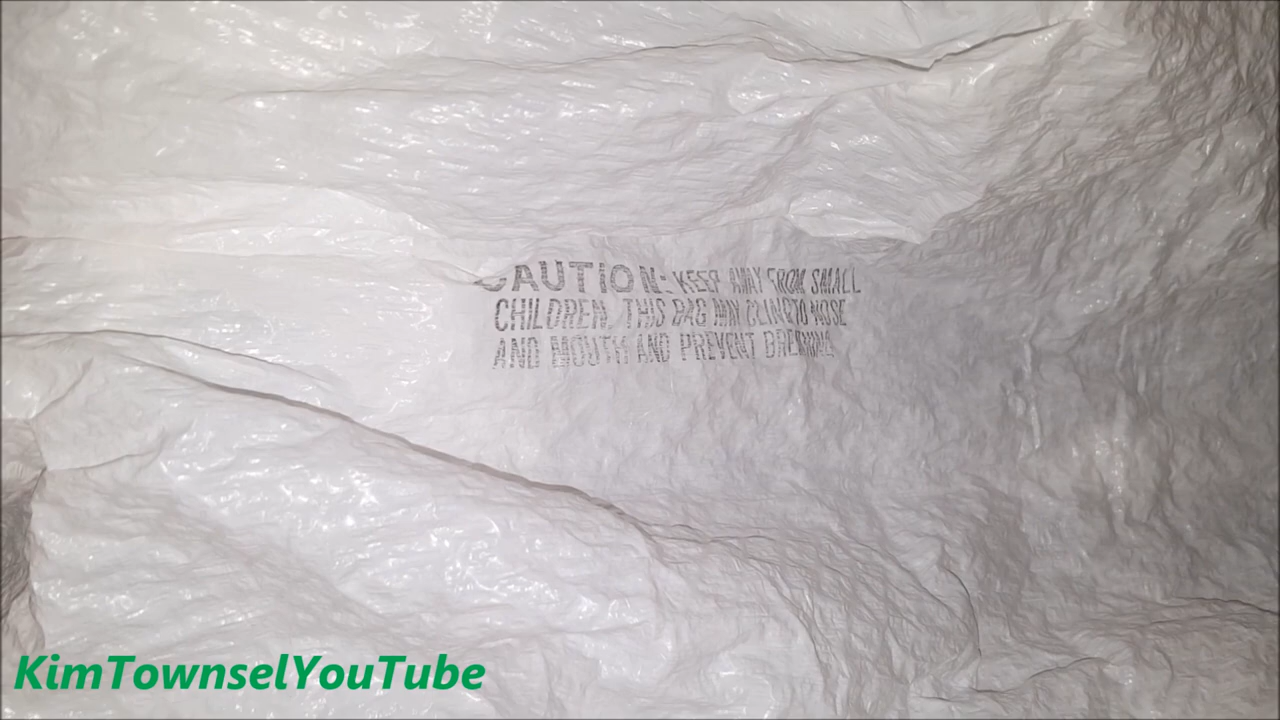 CAUTION: KEEP AWAY FROM SMALL
CHILDREN. THIS BAG MAY CLING TO NOSE
AND MOUTH AND PREVENT BREATHING.
KimTownselYouTube